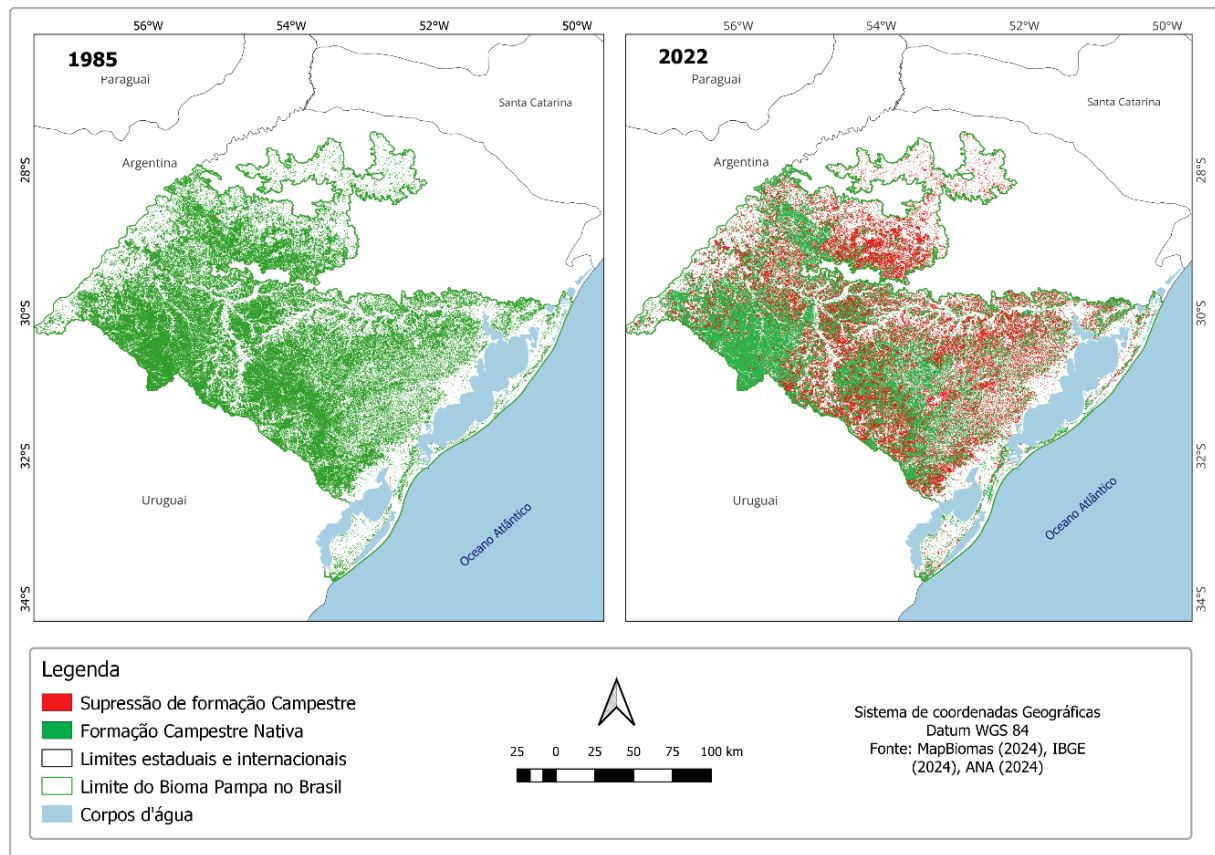 56°W 54°W 52°W 50°W
56°W 54°W 52°W 50°W
1985
2022
Paraguai
Paraguai
Santa Catarina
Santa Catarina
Argentina
Argentina
28°S
28°S
30°S
30°S
32°S
32°S
Uruguai
Uruguai
Oceano Atlântico
Oceano Atlântico
34°S
34°S
Legenda
Supressão de formação Campestre
Formação Campestre Nativa
Limites estaduais e internacionais
Limite do Bioma Pampa no Brasil
Corpos d'água
25 0 25 50 75 100 km
Sistema de coordenadas Geográficas
Datum WGS 84
Fonte: MapBiomas (2024), IBGE
(2024), ANA (2024)